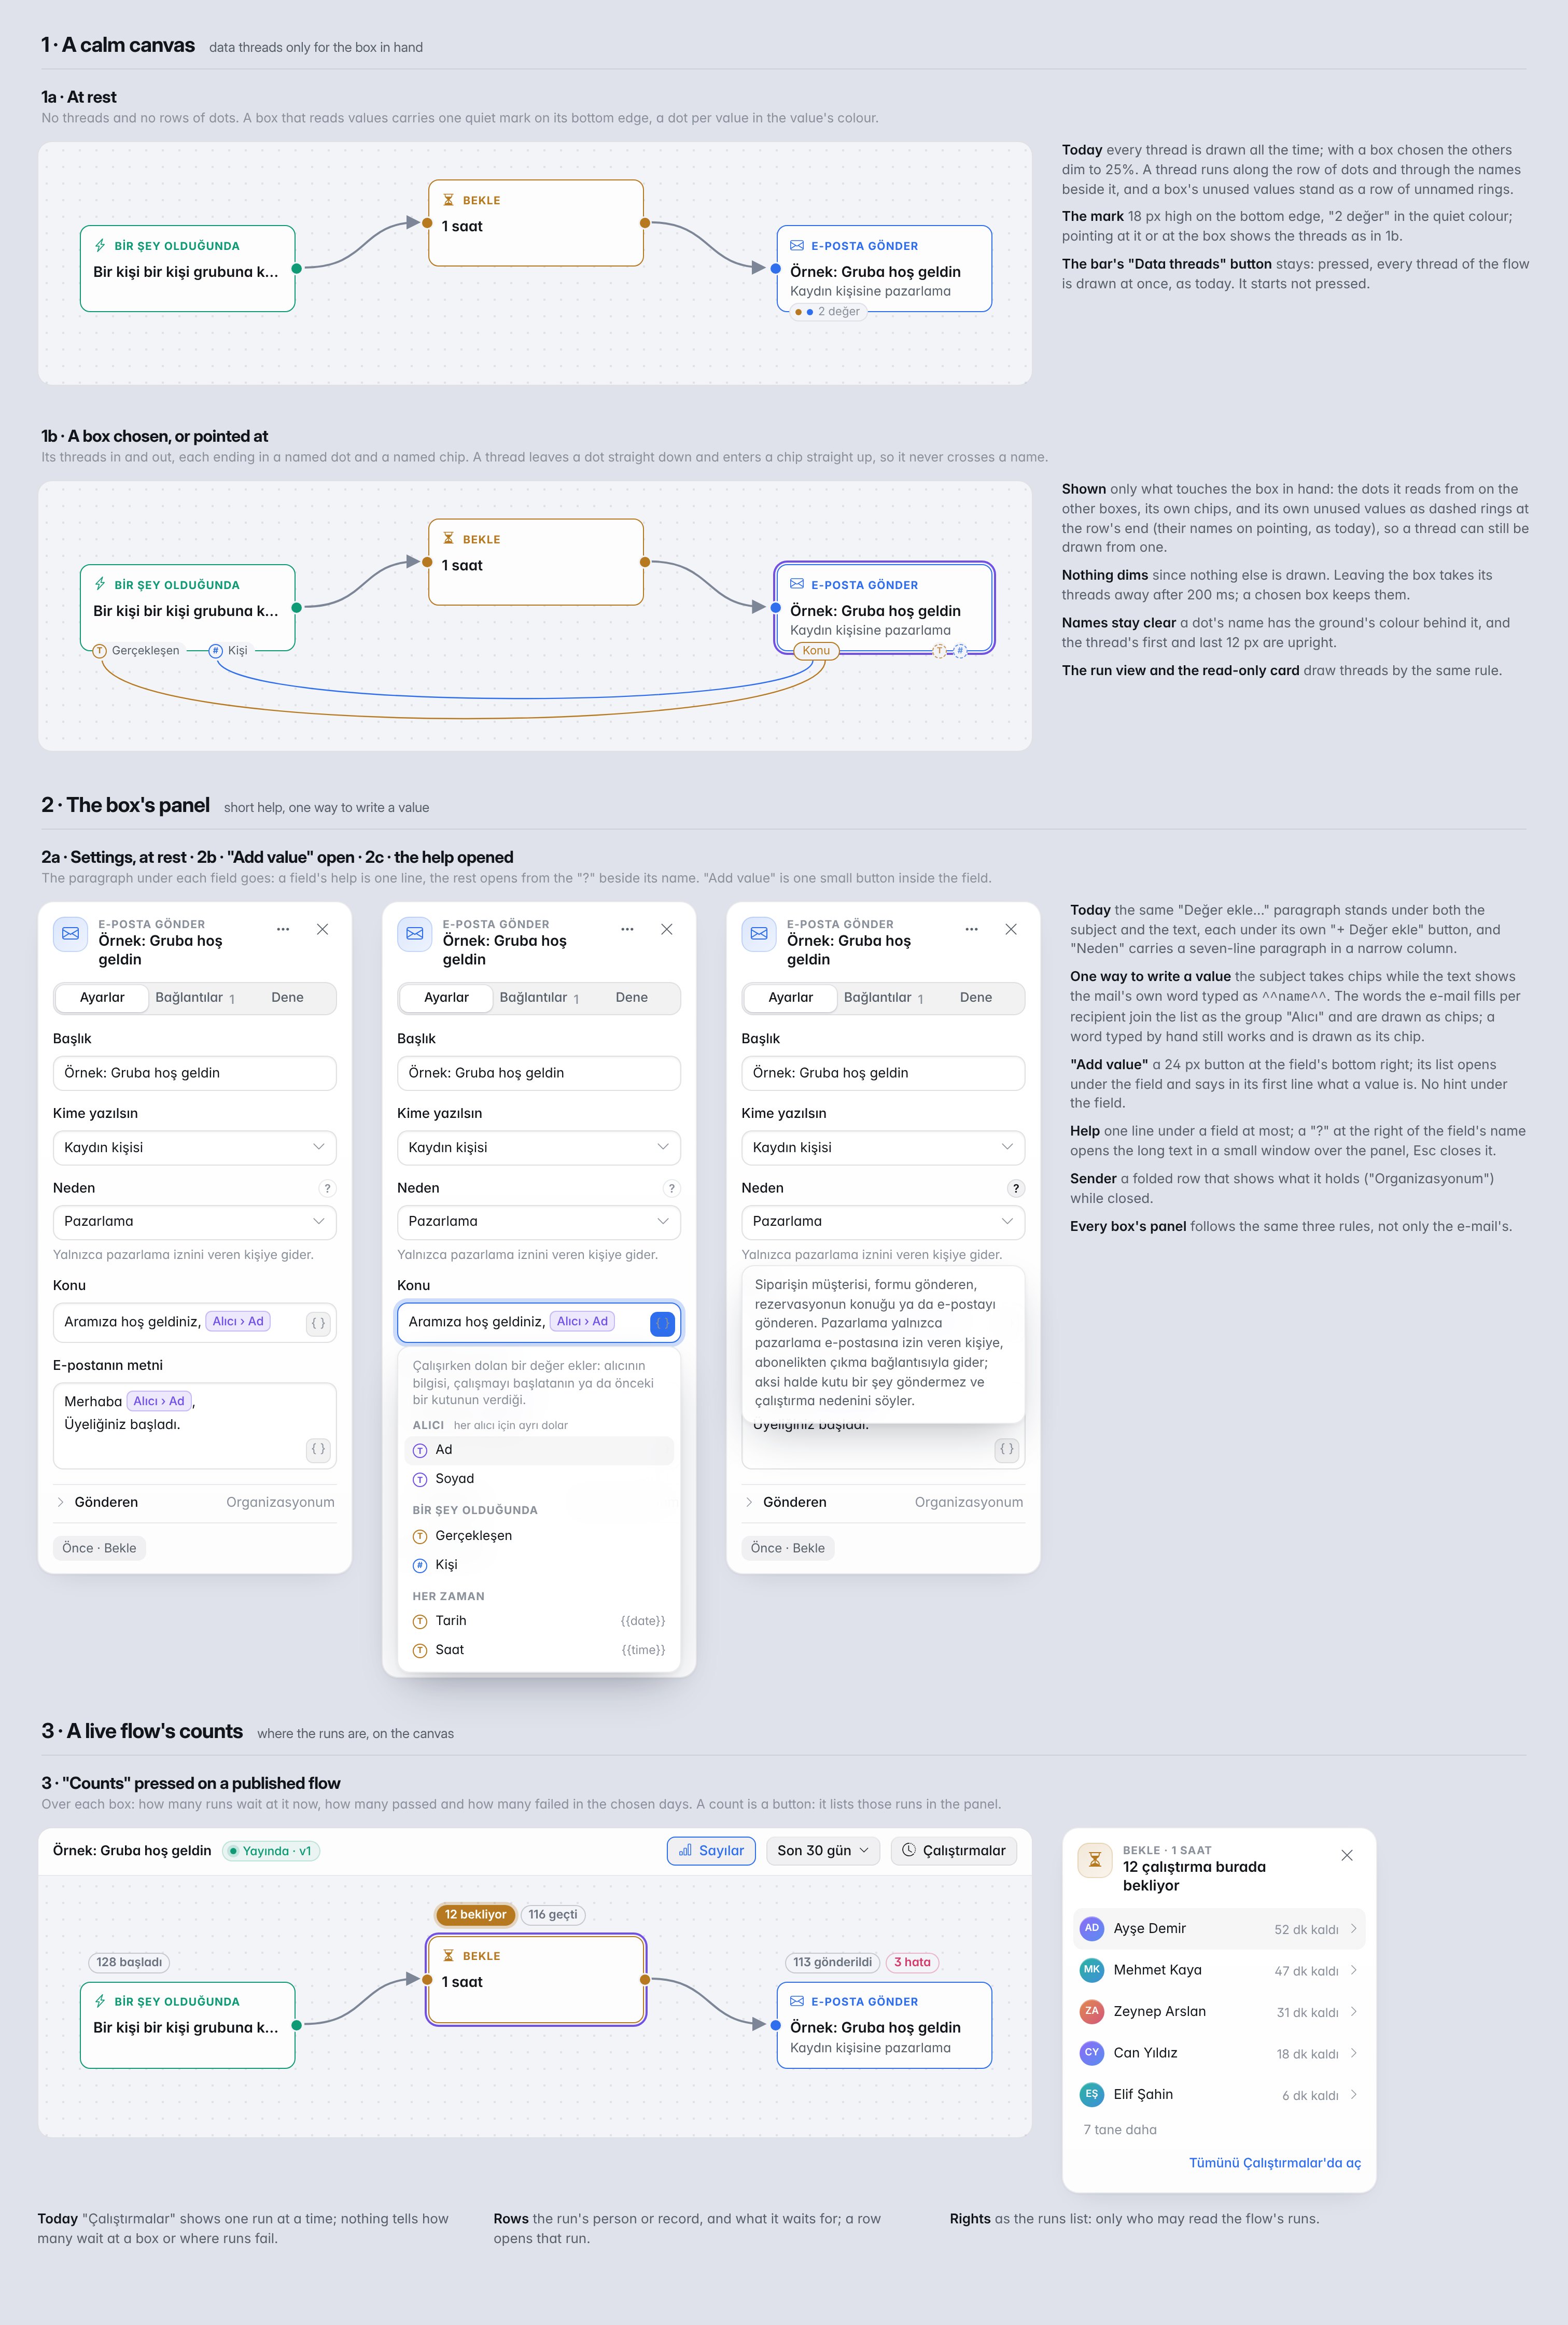 1 · A calm canvas data threads only for the box in hand
1a · At rest
No threads and no rows of dots. A box that reads values carries one quiet mark on its bottom edge, a dot per value in the value's colour.
BİR ŞEY OLDUĞUNDA
Bir kişi bir kişi grubuna k...
BEKLE
1 saat
E-POSTA GÖNDER
Örnek: Gruba hoş geldin
Kaydın kişisine pazarlama
2 değer
Today every thread is drawn all the time; with a box chosen the others
dim to 25%. A thread runs along the row of dots and through the names
beside it, and a box's unused values stand as a row of unnamed rings.
The mark 18 px high on the bottom edge, "2 değer" in the quiet colour;
pointing at it or at the box shows the threads as in 1b.
The bar's "Data threads" button stays: pressed, every thread of the flow
is drawn at once, as today. It starts not pressed.
1b · A box chosen, or pointed at
Its threads in and out, each ending in a named dot and a named chip. A thread leaves a dot straight down and enters a chip straight up, so it never crosses a name.
BİR ŞEY OLDUĞUNDA
Bir kişi bir kişi grubuna k...
T Gerçekleşen
# Kişi
BEKLE
1 saat
E-POSTA GÖNDER
Örnek: Gruba hoş geldin
Kaydın kişisine pazarlama
Konu
T #
Shown only what touches the box in hand: the dots it reads from on the
other boxes, its own chips, and its own unused values as dashed rings at
the row's end (their names on pointing, as today), so a thread can still be
drawn from one.
Nothing dims since nothing else is drawn. Leaving the box takes its
threads away after 200 ms; a chosen box keeps them.
Names stay clear a dot's name has the ground's colour behind it, and
the thread's first and last 12 px are upright.
The run view and the read-only card draw threads by the same rule.
2 · The box's panel short help, one way to write a value
2a · Settings, at rest · 2b · "Add value" open · 2c · the help opened
The paragraph under each field goes: a field's help is one line, the rest opens from the "?" beside its name. "Add value" is one small button inside the field.
E-POSTA GÖNDER
Örnek: Gruba hoş
geldin
Ayarlar Bağlantılar 1 Dene
Başlık
Örnek: Gruba hoş geldin
Kime yazılsın
Kaydın kişisi
Neden ?
Pazarlama
Yalnızca pazarlama iznini veren kişiye gider.
Konu
Aramıza hoş geldiniz, Alıcı › Ad { }
E-postanın metni
Merhaba Alıcı › Ad ,
Üyeliğiniz başladı.
{ }
Gönderen Organizasyonum
Önce · Bekle
E-POSTA GÖNDER
Örnek: Gruba hoş
geldin
Ayarlar Bağlantılar 1 Dene
Başlık
Örnek: Gruba hoş geldin
Kime yazılsın
Kaydın kişisi
Neden ?
Pazarlama
Yalnızca pazarlama iznini veren kişiye gider.
Konu
Aramıza hoş geldiniz, Alıcı › Ad { }
Çalışırken dolan bir değer ekler: alıcının
bilgisi, çalışmayı başlatanın ya da önceki
bir kutunun verdiği.
ALICI her alıcı için ayrı dolar
T Ad
T Soyad
BİR ŞEY OLDUĞUNDA
T Gerçekleşen
# Kişi
HER ZAMAN
T Tarih {{date}}
T Saat {{time}}
E-POSTA GÖNDER
Örnek: Gruba hoş
geldin
Ayarlar Bağlantılar 1 Dene
Başlık
Örnek: Gruba hoş geldin
Kime yazılsın
Kaydın kişisi
Neden ?
Pazarlama
Yalnızca pazarlama iznini veren kişiye gider.
Siparişin müşterisi, formu gönderen,
rezervasyonun konuğu ya da e-postayı
gönderen. Pazarlama yalnızca
pazarlama e-postasına izin veren kişiye,
abonelikten çıkma bağlantısıyla gider;
aksi halde kutu bir şey göndermez ve
çalıştırma nedenini söyler.
Üyeliğiniz başladı.
{ }
Gönderen Organizasyonum
Önce · Bekle
Today the same "Değer ekle..." paragraph stands under both the
subject and the text, each under its own "+ Değer ekle" button, and
"Neden" carries a seven-line paragraph in a narrow column.
One way to write a value the subject takes chips while the text shows
the mail's own word typed as ^^name^^. The words the e-mail fills per
recipient join the list as the group "Alıcı" and are drawn as chips; a
word typed by hand still works and is drawn as its chip.
"Add value" a 24 px button at the field's bottom right; its list opens
under the field and says in its first line what a value is. No hint under
the field.
Help one line under a field at most; a "?" at the right of the field's name
opens the long text in a small window over the panel, Esc closes it.
Sender a folded row that shows what it holds ("Organizasyonum")
while closed.
Every box's panel follows the same three rules, not only the e-mail's.
3 · A live flow's counts where the runs are, on the canvas
3 · "Counts" pressed on a published flow
Over each box: how many runs wait at it now, how many passed and how many failed in the chosen days. A count is a button: it lists those runs in the panel.
Örnek: Gruba hoş geldin Yayında · v1 Sayılar Son 30 gün Çalıştırmalar
128 başladı
BİR ŞEY OLDUĞUNDA
Bir kişi bir kişi grubuna k...
12 bekliyor 116 geçti
BEKLE
1 saat
113 gönderildi 3 hata
E-POSTA GÖNDER
Örnek: Gruba hoş geldin
Kaydın kişisine pazarlama
BEKLE · 1 SAAT
12 çalıştırma burada
bekliyor
AD Ayşe Demir 52 dk kaldı
MK Mehmet Kaya 47 dk kaldı
ZA Zeynep Arslan 31 dk kaldı
CY Can Yıldız 18 dk kaldı
EŞ Elif Şahin 6 dk kaldı
7 tane daha
Tümünü Çalıştırmalar'da aç
Today "Çalıştırmalar" shows one run at a time; nothing tells how
many wait at a box or where runs fail.
Rows the run's person or record, and what it waits for; a row
opens that run.
Rights as the runs list: only who may read the flow's runs.